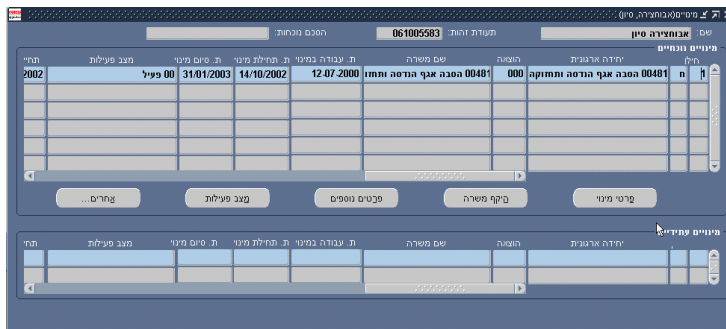 מינויים(אבוחצירה, סיון)
שם: אבוחצירה סיון תעודת זהות: 061005583 הסכם נוכחות:
מינויים נוכחיים
חילן יחידה ארגונית הוצאה שם משרה ת. עבודה במינוי ת. תחילת מינוי ת. סיום מינוי מצב פעילות תחי
1 ח 00481 הסבה אגף הנדסה ותחזוקה 000 00481 הסבה אגף הנדסה ותחזו 12-07-2000 14/10/2002 31/01/2003 00 פעיל 2002
פרטי מינוי היקף משרה פרטים נוספים מצב פעילות אחרים...
מינויים עתידיים
יחידה ארגונית הוצאה שם משרה ת. עבודה במינוי ת. תחילת מינוי ת. סיום מינוי מצב פעילות תחי